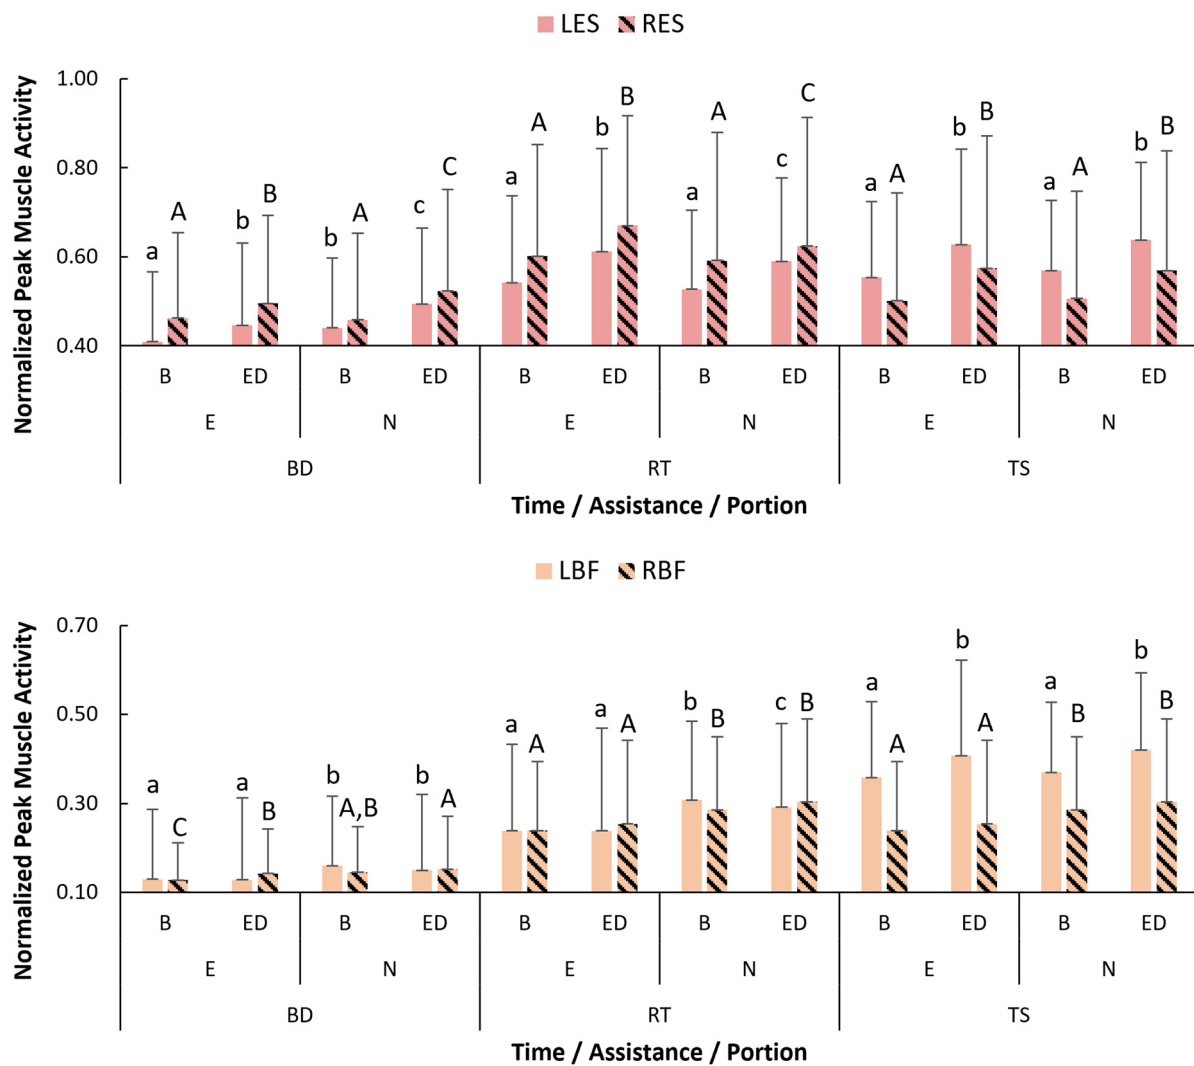 LES RES
Normalized Peak Muscle Activity
1.00
0.80
0.60
0.40
a A b B b A c C a A b B a A c C a A b B a A b B
B ED B ED B ED B ED B ED B ED
E N E N E N
BD RT TS
Time / Assistance / Portion
LBF RBF
Normalized Peak Muscle Activity
0.70
0.50
0.30
0.10
a C a B b A,B b A a A a A b B c B a A b A a B b B
B ED B ED B ED B ED B ED B ED
E N E N E N
BD RT TS
Time / Assistance / Portion